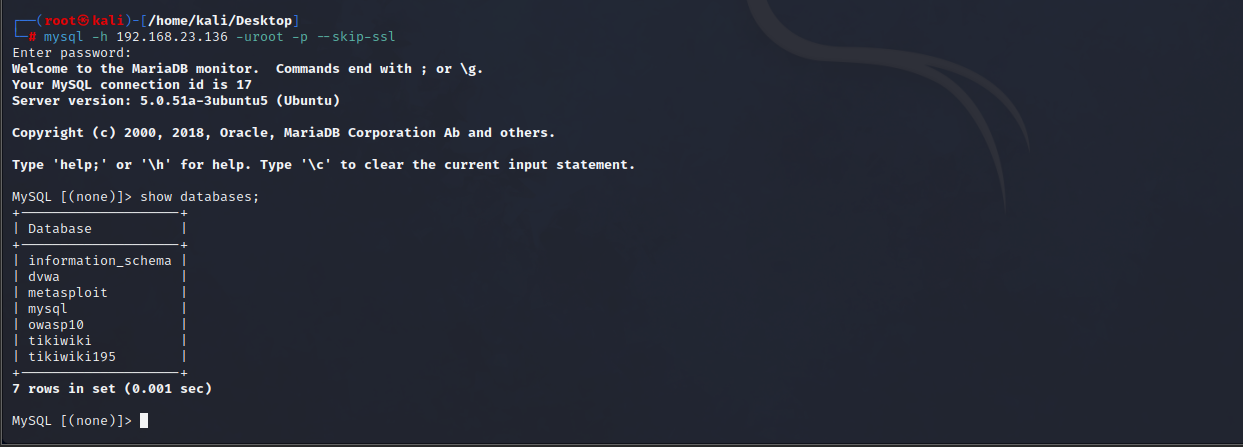 ┌──(root㉿kali)-[/home/kali/Desktop]
└─# mysql -h 192.168.23.136 -uroot -p --skip-ssl
Enter password:
Welcome to the MariaDB monitor.  Commands end with ; or \g.
Your MySQL connection id is 17
Server version: 5.0.51a-3ubuntu5 (Ubuntu)

Copyright (c) 2000, 2018, Oracle, MariaDB Corporation Ab and others.

Type 'help;' or '\h' for help. Type '\c' to clear the current input statement.

MySQL [(none)]> show databases;
+--------------------+
| Database           |
+--------------------+
| information_schema |
| dvwa               |
| metasploit         |
| mysql              |
| owasp10            |
| tikiwiki           |
| tikiwiki195        |
+--------------------+
7 rows in set (0.001 sec)

MySQL [(none)]>